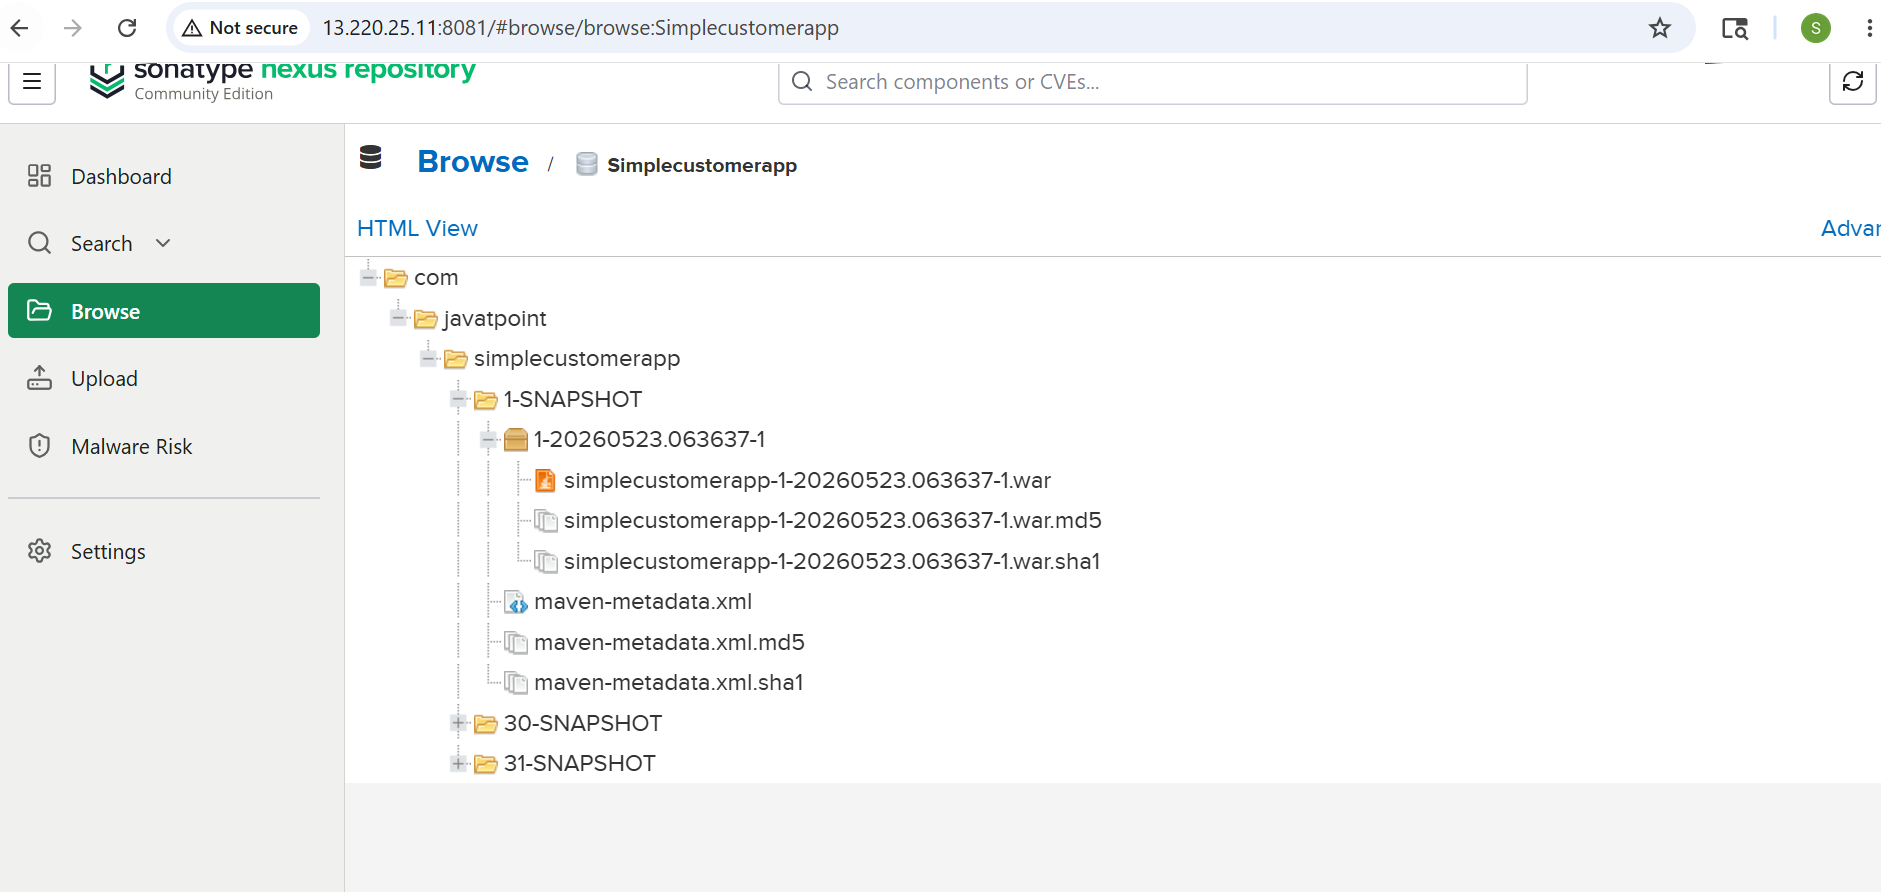 Not secure 13.220.25.11:8081/#browse/browse:Simplecustomerapp
S
sonatype nexus repository
Community Edition
Search components or CVEs...
Dashboard
Search
Browse
Upload
Malware Risk
Settings
Browse / Simplecustomerapp
HTML View
Advan
com
javatpoint
simplecustomerapp
1-SNAPSHOT
1-20260523.063637-1
simplecustomerapp-1-20260523.063637-1.war
simplecustomerapp-1-20260523.063637-1.war.md5
simplecustomerapp-1-20260523.063637-1.war.sha1
maven-metadata.xml
maven-metadata.xml.md5
maven-metadata.xml.sha1
30-SNAPSHOT
31-SNAPSHOT